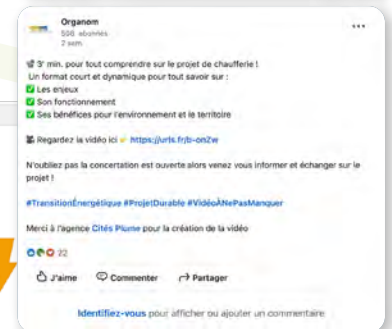 Organom
508 abonnés
2 sem.
3' min. pour tout comprendre sur le projet de chaufferie !
Un format court et dynamique pour tout savoir sur :
✅ Les enjeux
✅ Son fonctionnement
✅ Ses bénéfices pour l'environnement et le territoire
Regardez la vidéo ici 👉 https://urls.fr/b-onZw
N'oubliez pas la concertation est ouverte alors venez vous informer et échanger sur le
projet !
#TransitionÉnergétique #ProjetDurable #VidéoÀNePasManquer
Merci à l'agence Cités Plume pour la création de la vidéo
22
J'aime Commenter Partager
Identifiez-vous pour afficher ou ajouter un commentaire